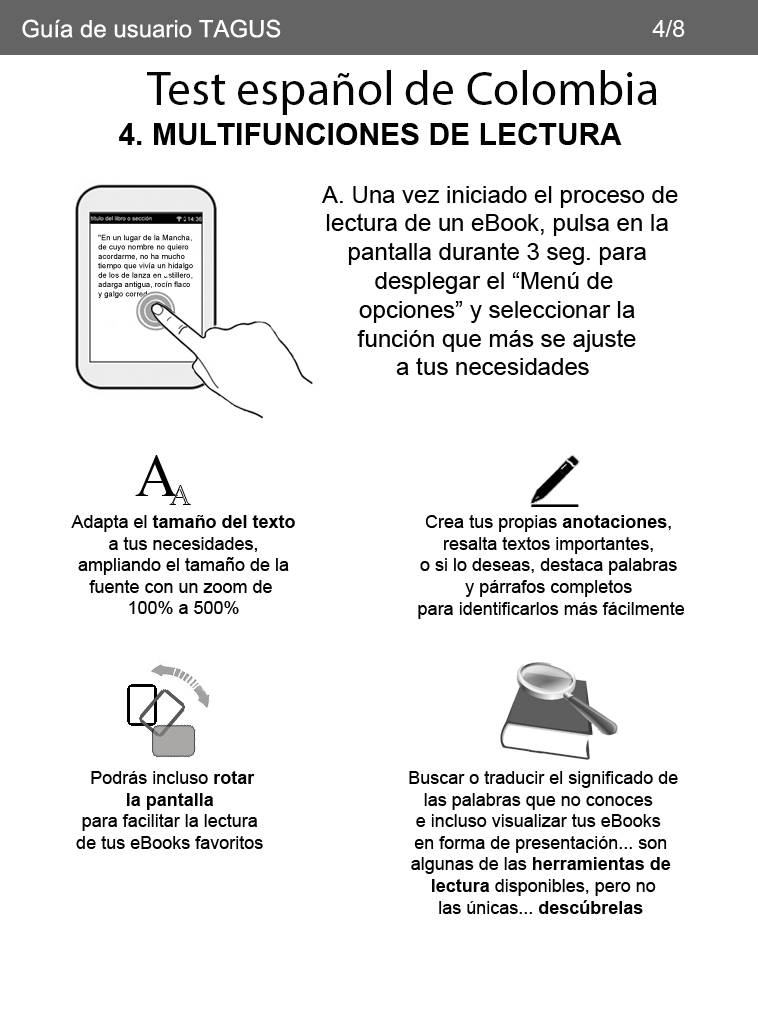 Guía de usuario TAGUS
4/8
Test español de Colombia
4. MULTIFUNCIONES DE LECTURA
título del libro o sección 14:36
"En un lugar de la Mancha,
de cuyo nombre no quiero
acordarme, no ha mucho
tiempo que vivía un hidalgo
de los de lanza en
adarga antigua, rocín flaco
y galgo
A. Una vez iniciado el proceso de
lectura de un eBook, pulsa en la
pantalla durante 3 seg. para
desplegar el “Menú de
opciones” y seleccionar la
función que más se ajuste
a tus necesidades
A A
Adapta el tamaño del texto
a tus necesidades,
ampliando el tamaño de la
fuente con un zoom de
100% a 500%
Crea tus propias anotaciones,
resalta textos importantes,
o si lo deseas, destaca palabras
y párrafos completos
para identificarlos más fácilmente
Podrás incluso rotar
la pantalla
para facilitar la lectura
de tus eBooks favoritos
Buscar o traducir el significado de
las palabras que no conoces
e incluso visualizar tus eBooks
en forma de presentación... son
algunas de las herramientas de
lectura disponibles, pero no
las únicas... descúbrelas